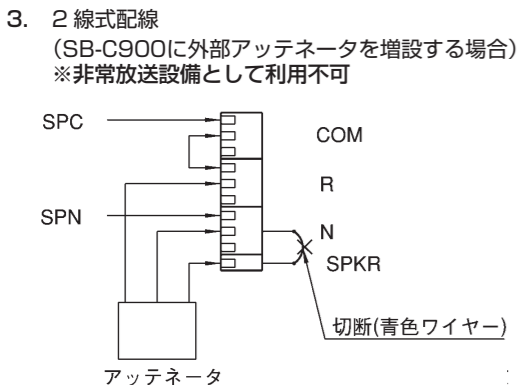 3. 2線式配線
(SB-C900に外部アッテネータを増設する場合)
※非常放送設備として利用不可
SPC
COM
R
SPN
N
SPKR
切断(青色ワイヤー)
アッテネータ